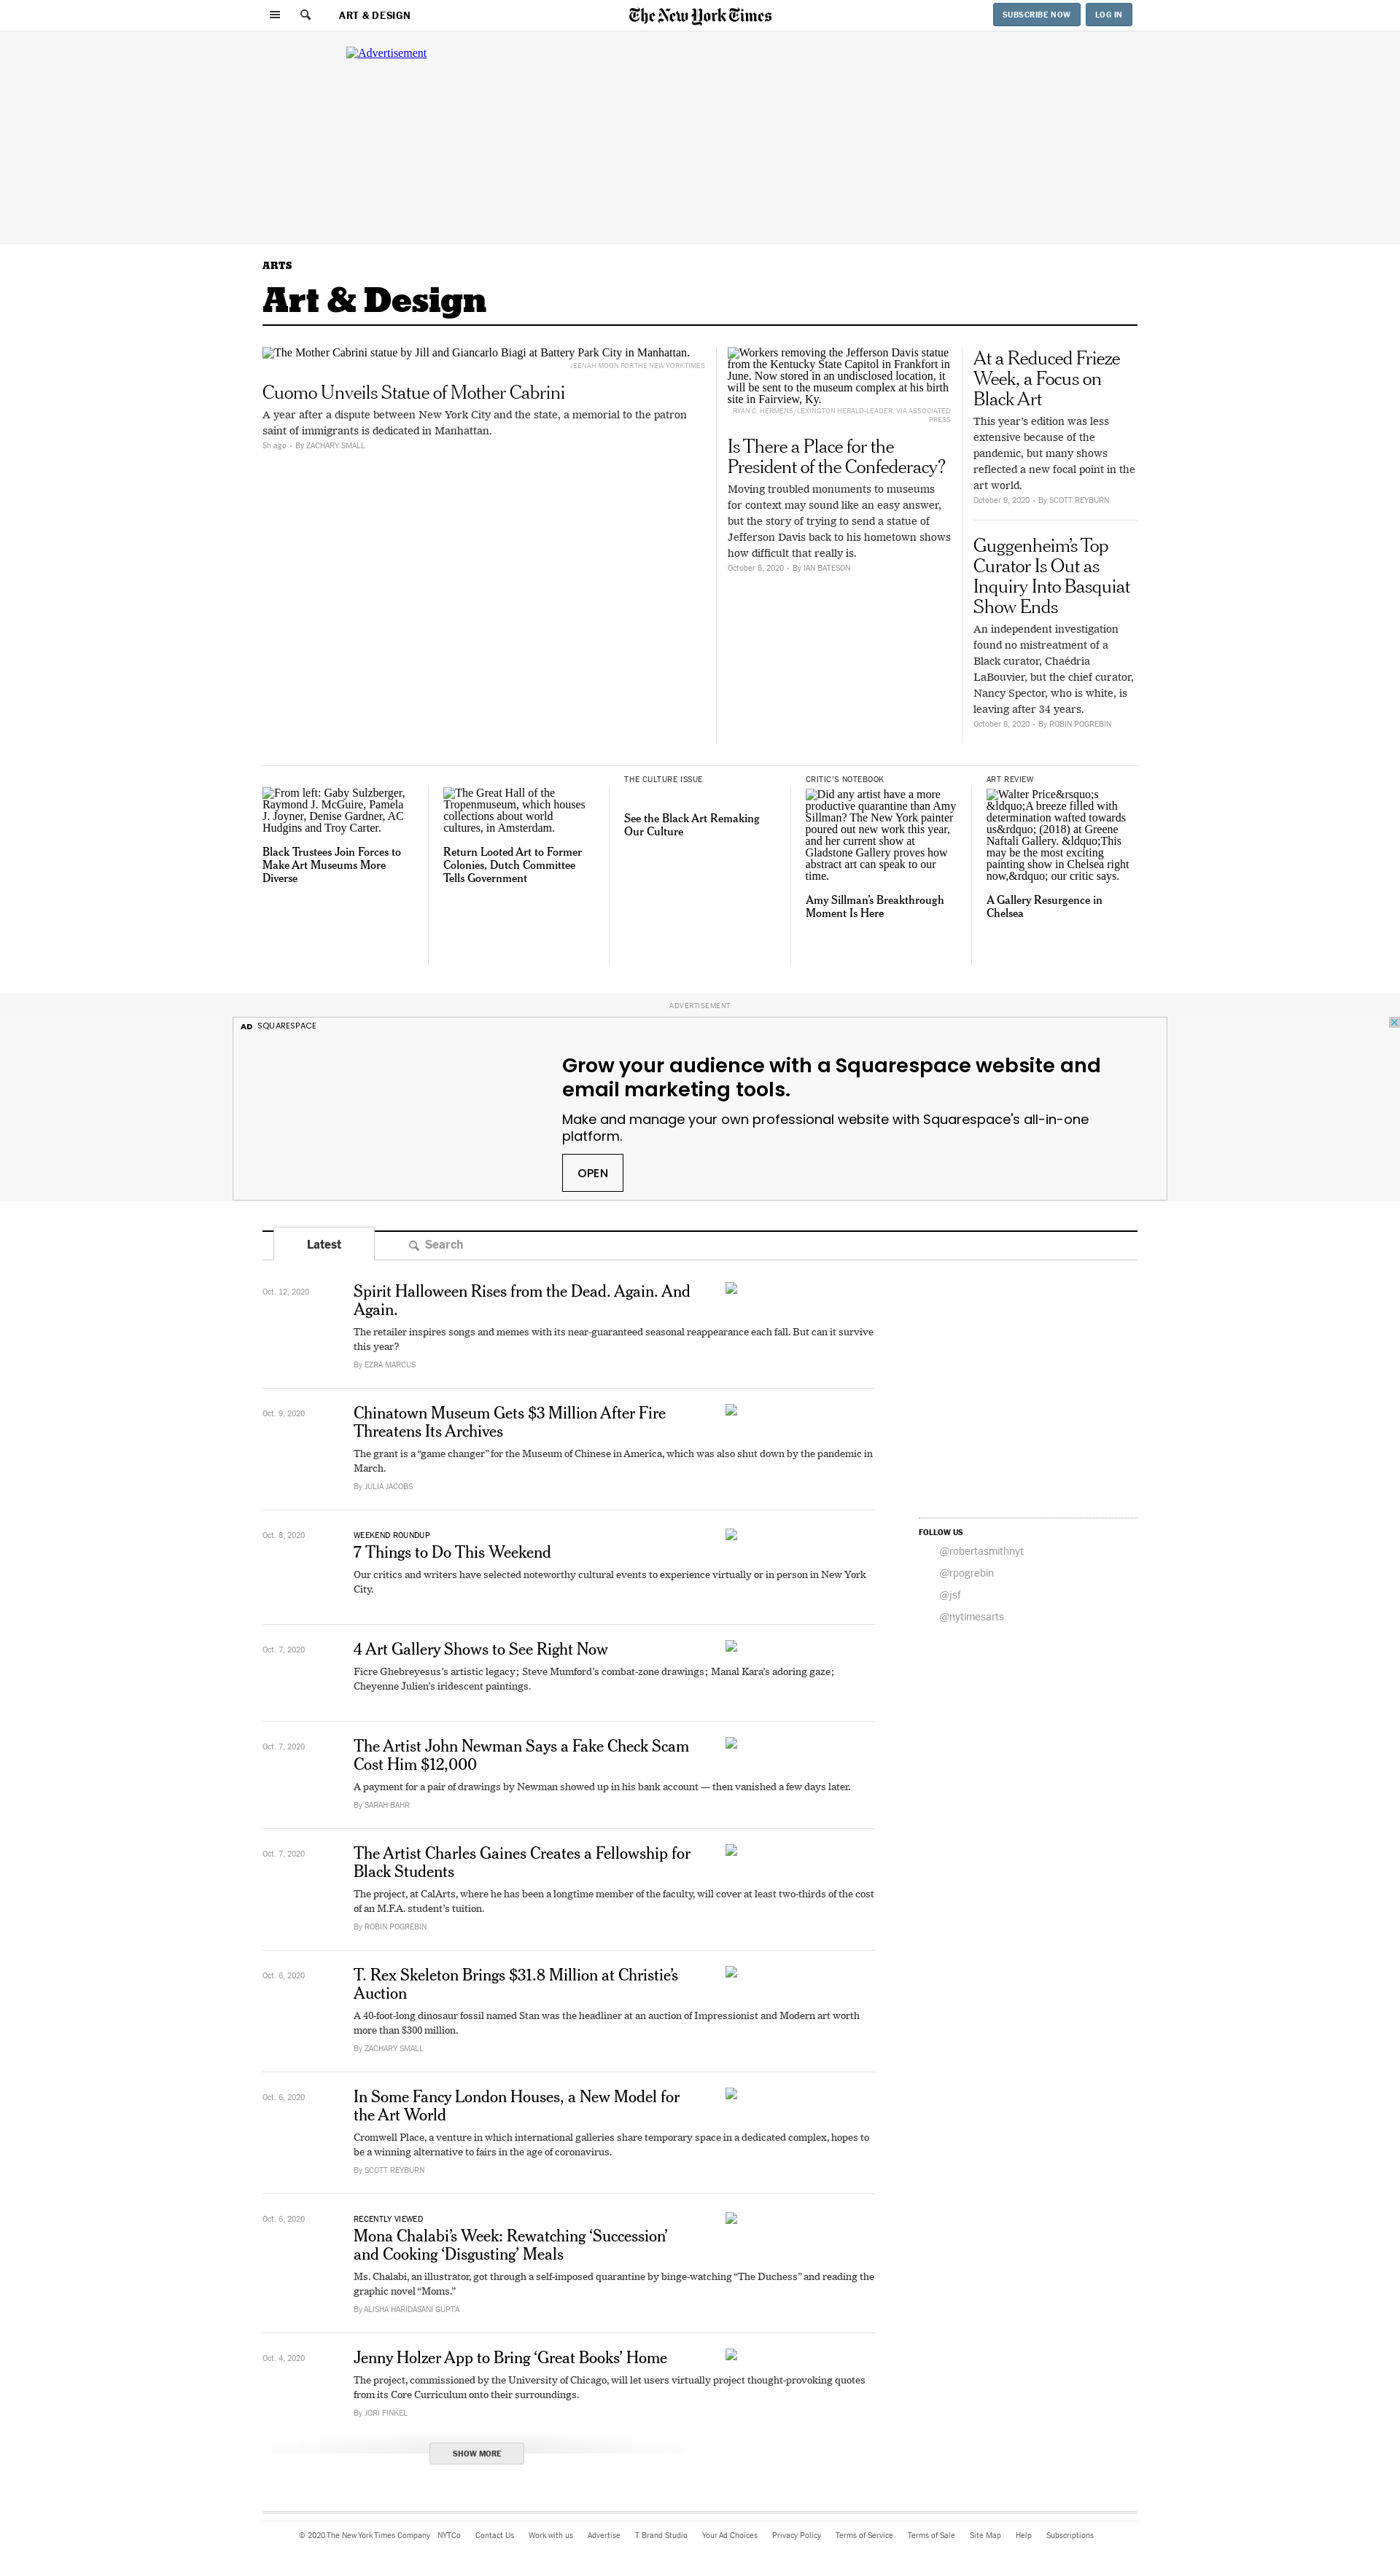 ART & DESIGN
The New York Times
SUBSCRIBE NOW
LOG IN
Advertisement
ARTS
Art & Design
The Mother Cabrini statue by Jill and Giancarlo Biagi at Battery Park City in Manhattan.
JEENAH MOON FOR THE NEW YORK TIMES
Cuomo Unveils Statue of Mother Cabrini
A year after a dispute between New York City and the state, a memorial to the patron
saint of immigrants is dedicated in Manhattan.
5h ago - By ZACHARY SMALL
Workers removing the Jefferson Davis statue
from the Kentucky State Capitol in Frankfort in
June. Now stored in an undisclosed location, it
will be sent to the museum complex at his birth
site in Fairview, Ky.
RYAN C. HERMENS/LEXINGTON HERALD-LEADER, VIA ASSOCIATED
PRESS
Is There a Place for the
President of the Confederacy?
Moving troubled monuments to museums
for context may sound like an easy answer,
but the story of trying to send a statue of
Jefferson Davis back to his hometown shows
how difficult that really is.
October 8, 2020 - By IAN BATESON
At a Reduced Frieze
Week, a Focus on
Black Art
This year’s edition was less
extensive because of the
pandemic, but many shows
reflected a new focal point in the
art world.
October 9, 2020 - By SCOTT REYBURN
Guggenheim’s Top
Curator Is Out as
Inquiry Into Basquiat
Show Ends
An independent investigation
found no mistreatment of a
Black curator, Chaédria
LaBouvier, but the chief curator,
Nancy Spector, who is white, is
leaving after 34 years.
October 8, 2020 - By ROBIN POGREBIN
From left: Gaby Sulzberger,
Raymond J. McGuire, Pamela
J. Joyner, Denise Gardner, AC
Hudgins and Troy Carter.
Black Trustees Join Forces to
Make Art Museums More
Diverse
The Great Hall of the
Tropenmuseum, which houses
collections about world
cultures, in Amsterdam.
Return Looted Art to Former
Colonies, Dutch Committee
Tells Government
THE CULTURE ISSUE
See the Black Art Remaking
Our Culture
CRITIC’S NOTEBOOK
Did any artist have a more
productive quarantine than Amy
Sillman? The New York painter
poured out new work this year,
and her current show at
Gladstone Gallery proves how
abstract art can speak to our
time.
Amy Sillman’s Breakthrough
Moment Is Here
ART REVIEW
Walter Price&rsquo;s
&ldquo;A breeze filled with
determination wafted towards
us&rdquo; (2018) at Greene
Naftali Gallery. &ldquo;This
may be the most exciting
painting show in Chelsea right
now,&rdquo; our critic says.
A Gallery Resurgence in
Chelsea
ADVERTISEMENT
AD SQUARESPACE
Grow your audience with a Squarespace website and
email marketing tools.
Make and manage your own professional website with Squarespace's all-in-one
platform.
OPEN
Latest
Search
Oct. 12, 2020
Spirit Halloween Rises from the Dead. Again. And
Again.
The retailer inspires songs and memes with its near-guaranteed seasonal reappearance each fall. But can it survive
this year?
By EZRA MARCUS
Oct. 9, 2020
Chinatown Museum Gets $3 Million After Fire
Threatens Its Archives
The grant is a “game changer” for the Museum of Chinese in America, which was also shut down by the pandemic in
March.
By JULIA JACOBS
Oct. 8, 2020
WEEKEND ROUNDUP
7 Things to Do This Weekend
Our critics and writers have selected noteworthy cultural events to experience virtually or in person in New York
City.
FOLLOW US
@robertasmithnyt
@rpogrebin
@jsf
@nytimesarts
Oct. 7, 2020
4 Art Gallery Shows to See Right Now
Ficre Ghebreyesus’s artistic legacy; Steve Mumford’s combat-zone drawings; Manal Kara’s adoring gaze;
Cheyenne Julien’s iridescent paintings.
Oct. 7, 2020
The Artist John Newman Says a Fake Check Scam
Cost Him $12,000
A payment for a pair of drawings by Newman showed up in his bank account — then vanished a few days later.
By SARAH BAHR
Oct. 7, 2020
The Artist Charles Gaines Creates a Fellowship for
Black Students
The project, at CalArts, where he has been a longtime member of the faculty, will cover at least two-thirds of the cost
of an M.F.A. student’s tuition.
By ROBIN POGREBIN
Oct. 6, 2020
T. Rex Skeleton Brings $31.8 Million at Christie’s
Auction
A 40-foot-long dinosaur fossil named Stan was the headliner at an auction of Impressionist and Modern art worth
more than $300 million.
By ZACHARY SMALL
Oct. 6, 2020
In Some Fancy London Houses, a New Model for
the Art World
Cromwell Place, a venture in which international galleries share temporary space in a dedicated complex, hopes to
be a winning alternative to fairs in the age of coronavirus.
By SCOTT REYBURN
Oct. 6, 2020
RECENTLY VIEWED
Mona Chalabi’s Week: Rewatching ‘Succession’
and Cooking ‘Disgusting’ Meals
Ms. Chalabi, an illustrator, got through a self-imposed quarantine by binge-watching “The Duchess” and reading the
graphic novel “Moms.”
By ALISHA HARIDASANI GUPTA
Oct. 4, 2020
Jenny Holzer App to Bring ‘Great Books’ Home
The project, commissioned by the University of Chicago, will let users virtually project thought-provoking quotes
from its Core Curriculum onto their surroundings.
By JORI FINKEL
SHOW MORE
© 2020 The New York Times Company NYTCo Contact Us Work with us Advertise T Brand Studio Your Ad Choices Privacy Policy Terms of Service Terms of Sale Site Map Help Subscriptions